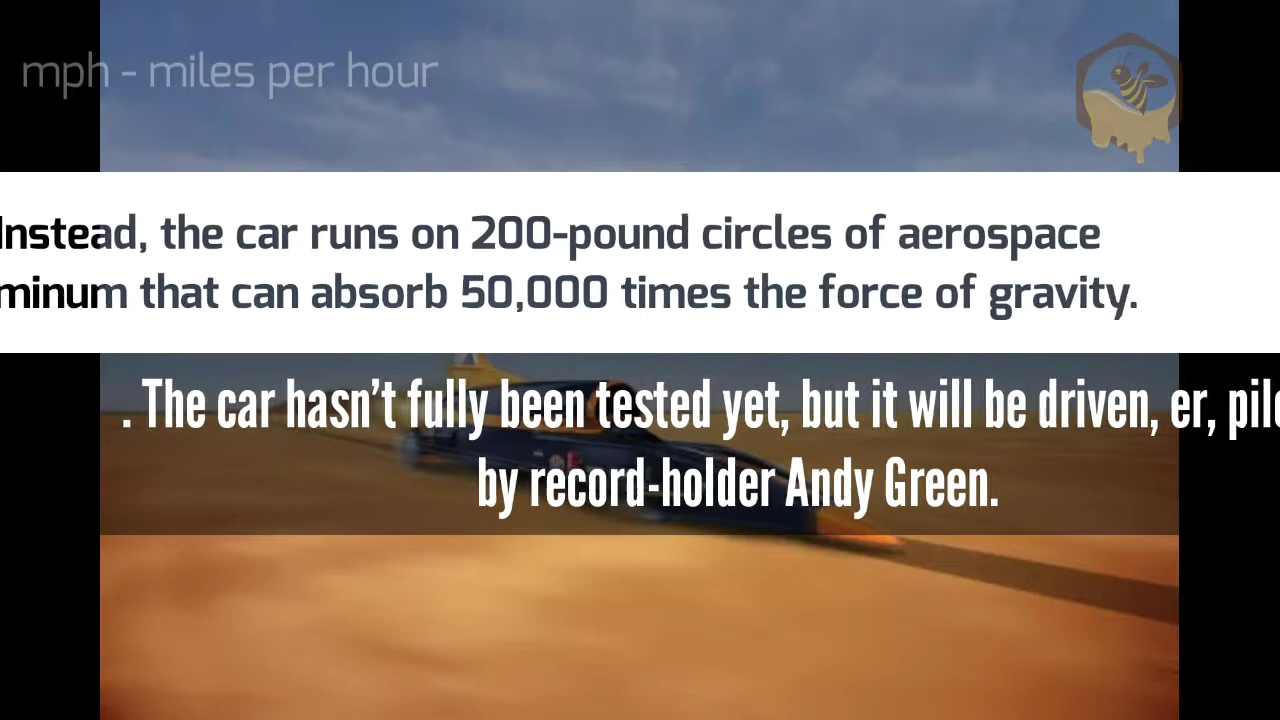 mph - miles per hour
Instead, the car runs on 200-pound circles of aerospace
minum that can absorb 50,000 times the force of gravity.
. The car hasn't fully been tested yet, but it will be driven, er, pilo
by record-holder Andy Green.